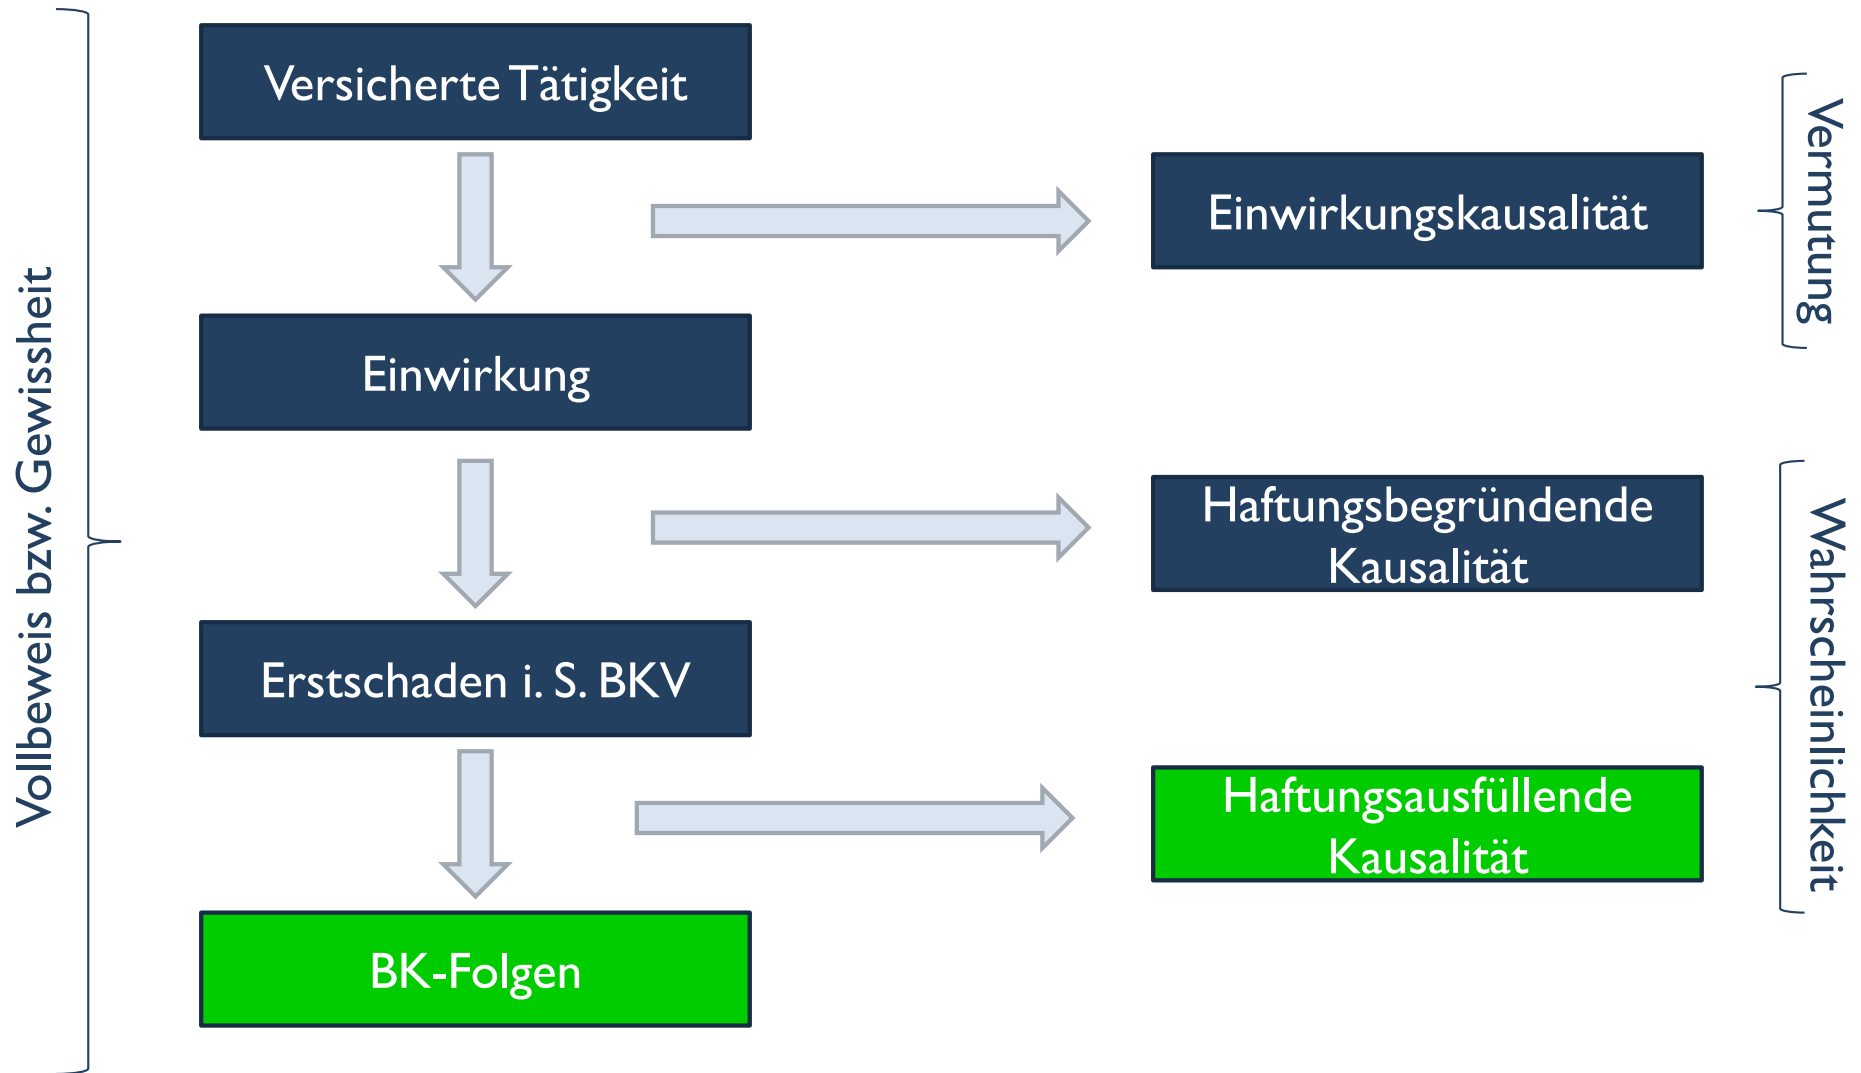 Vollbeweis bzw. Gewissheit
Versicherte Tätigkeit
Einwirkungskausalität
Vermutung
Einwirkung
Haftungsbegründende
Kausalität
Wahrscheinlichkeit
Erstschaden i. S. BKV
Haftungsausfüllende
Kausalität
BK-Folgen